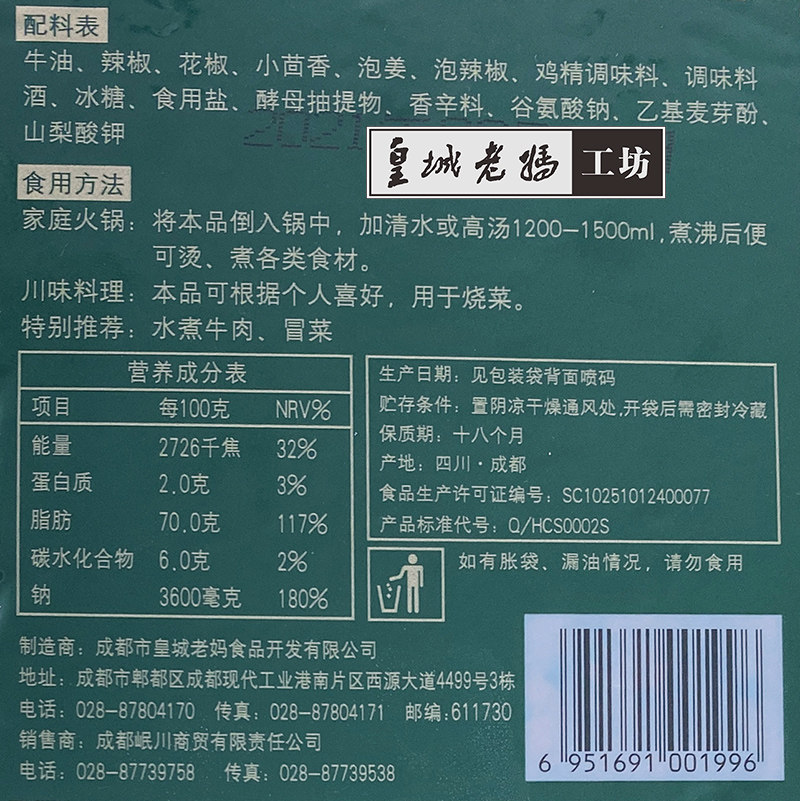 配料表
牛油、辣椒、花椒、小茴香、泡姜、泡辣椒、鸡精调味料、调味料
酒、冰糖、食用盐、酵母抽提物、香辛料、谷氨酸钠、乙基麦芽酚、
山梨酸钾
皇城老妈 工坊
食用方法
家庭火锅：将本品倒入锅中，加清水或高汤1200-1500ml,煮沸后便
可烫、煮各类食材。
川味料理：本品可根据个人喜好，用于烧菜。
特别推荐：水煮牛肉、冒菜
营养成分表
项目 每100克 NRV%
能量 2726千焦 32%
蛋白质 2.0克 3%
脂肪 70.0克 117%
碳水化合物 6.0克 2%
钠 3600毫克 180%
生产日期：见包装袋背面喷码
贮存条件：置阴凉干燥通风处,开袋后需密封冷藏
保质期：十八个月
产地：四川·成都
食品生产许可证编号：SC10251012400077
产品标准代号：Q/HCS0002S
如有胀袋、漏油情况，请勿食用
制造商：成都市皇城老妈食品开发有限公司
地址：成都市郫都区成都现代工业港南片区西源大道4499号3栋
电话：028-87804170 传真：028-87804171 邮编:611730
销售商：成都岷川商贸有限责任公司
电话：028-87739758 传真：028-87739538
6 951691 001996